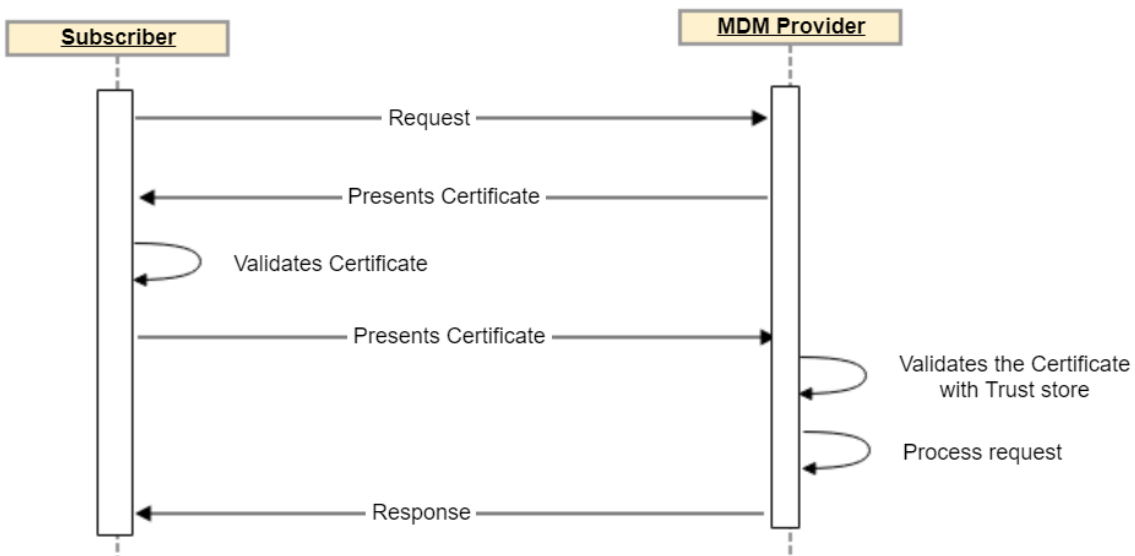 Subscriber
MDM Provider
Request
Presents Certificate
Validates Certificate
Presents Certificate
Validates the Certificate
with Trust store
Process request
Response